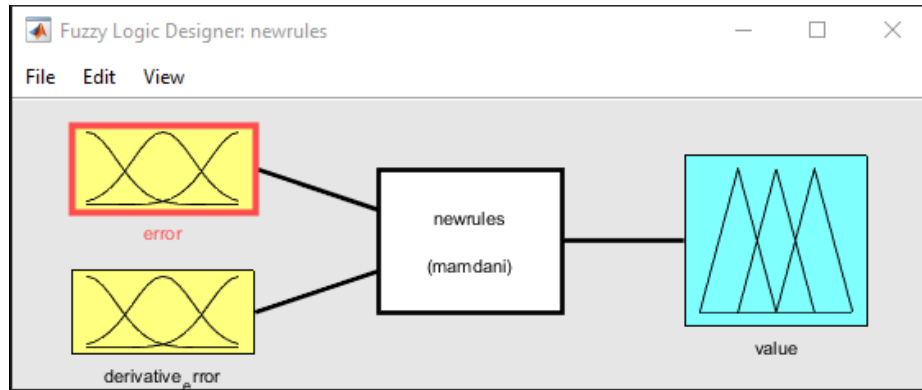 Fuzzy Logic Designer: newrules
File Edit View
error
newrules
(mamdani)
derivative_error
value